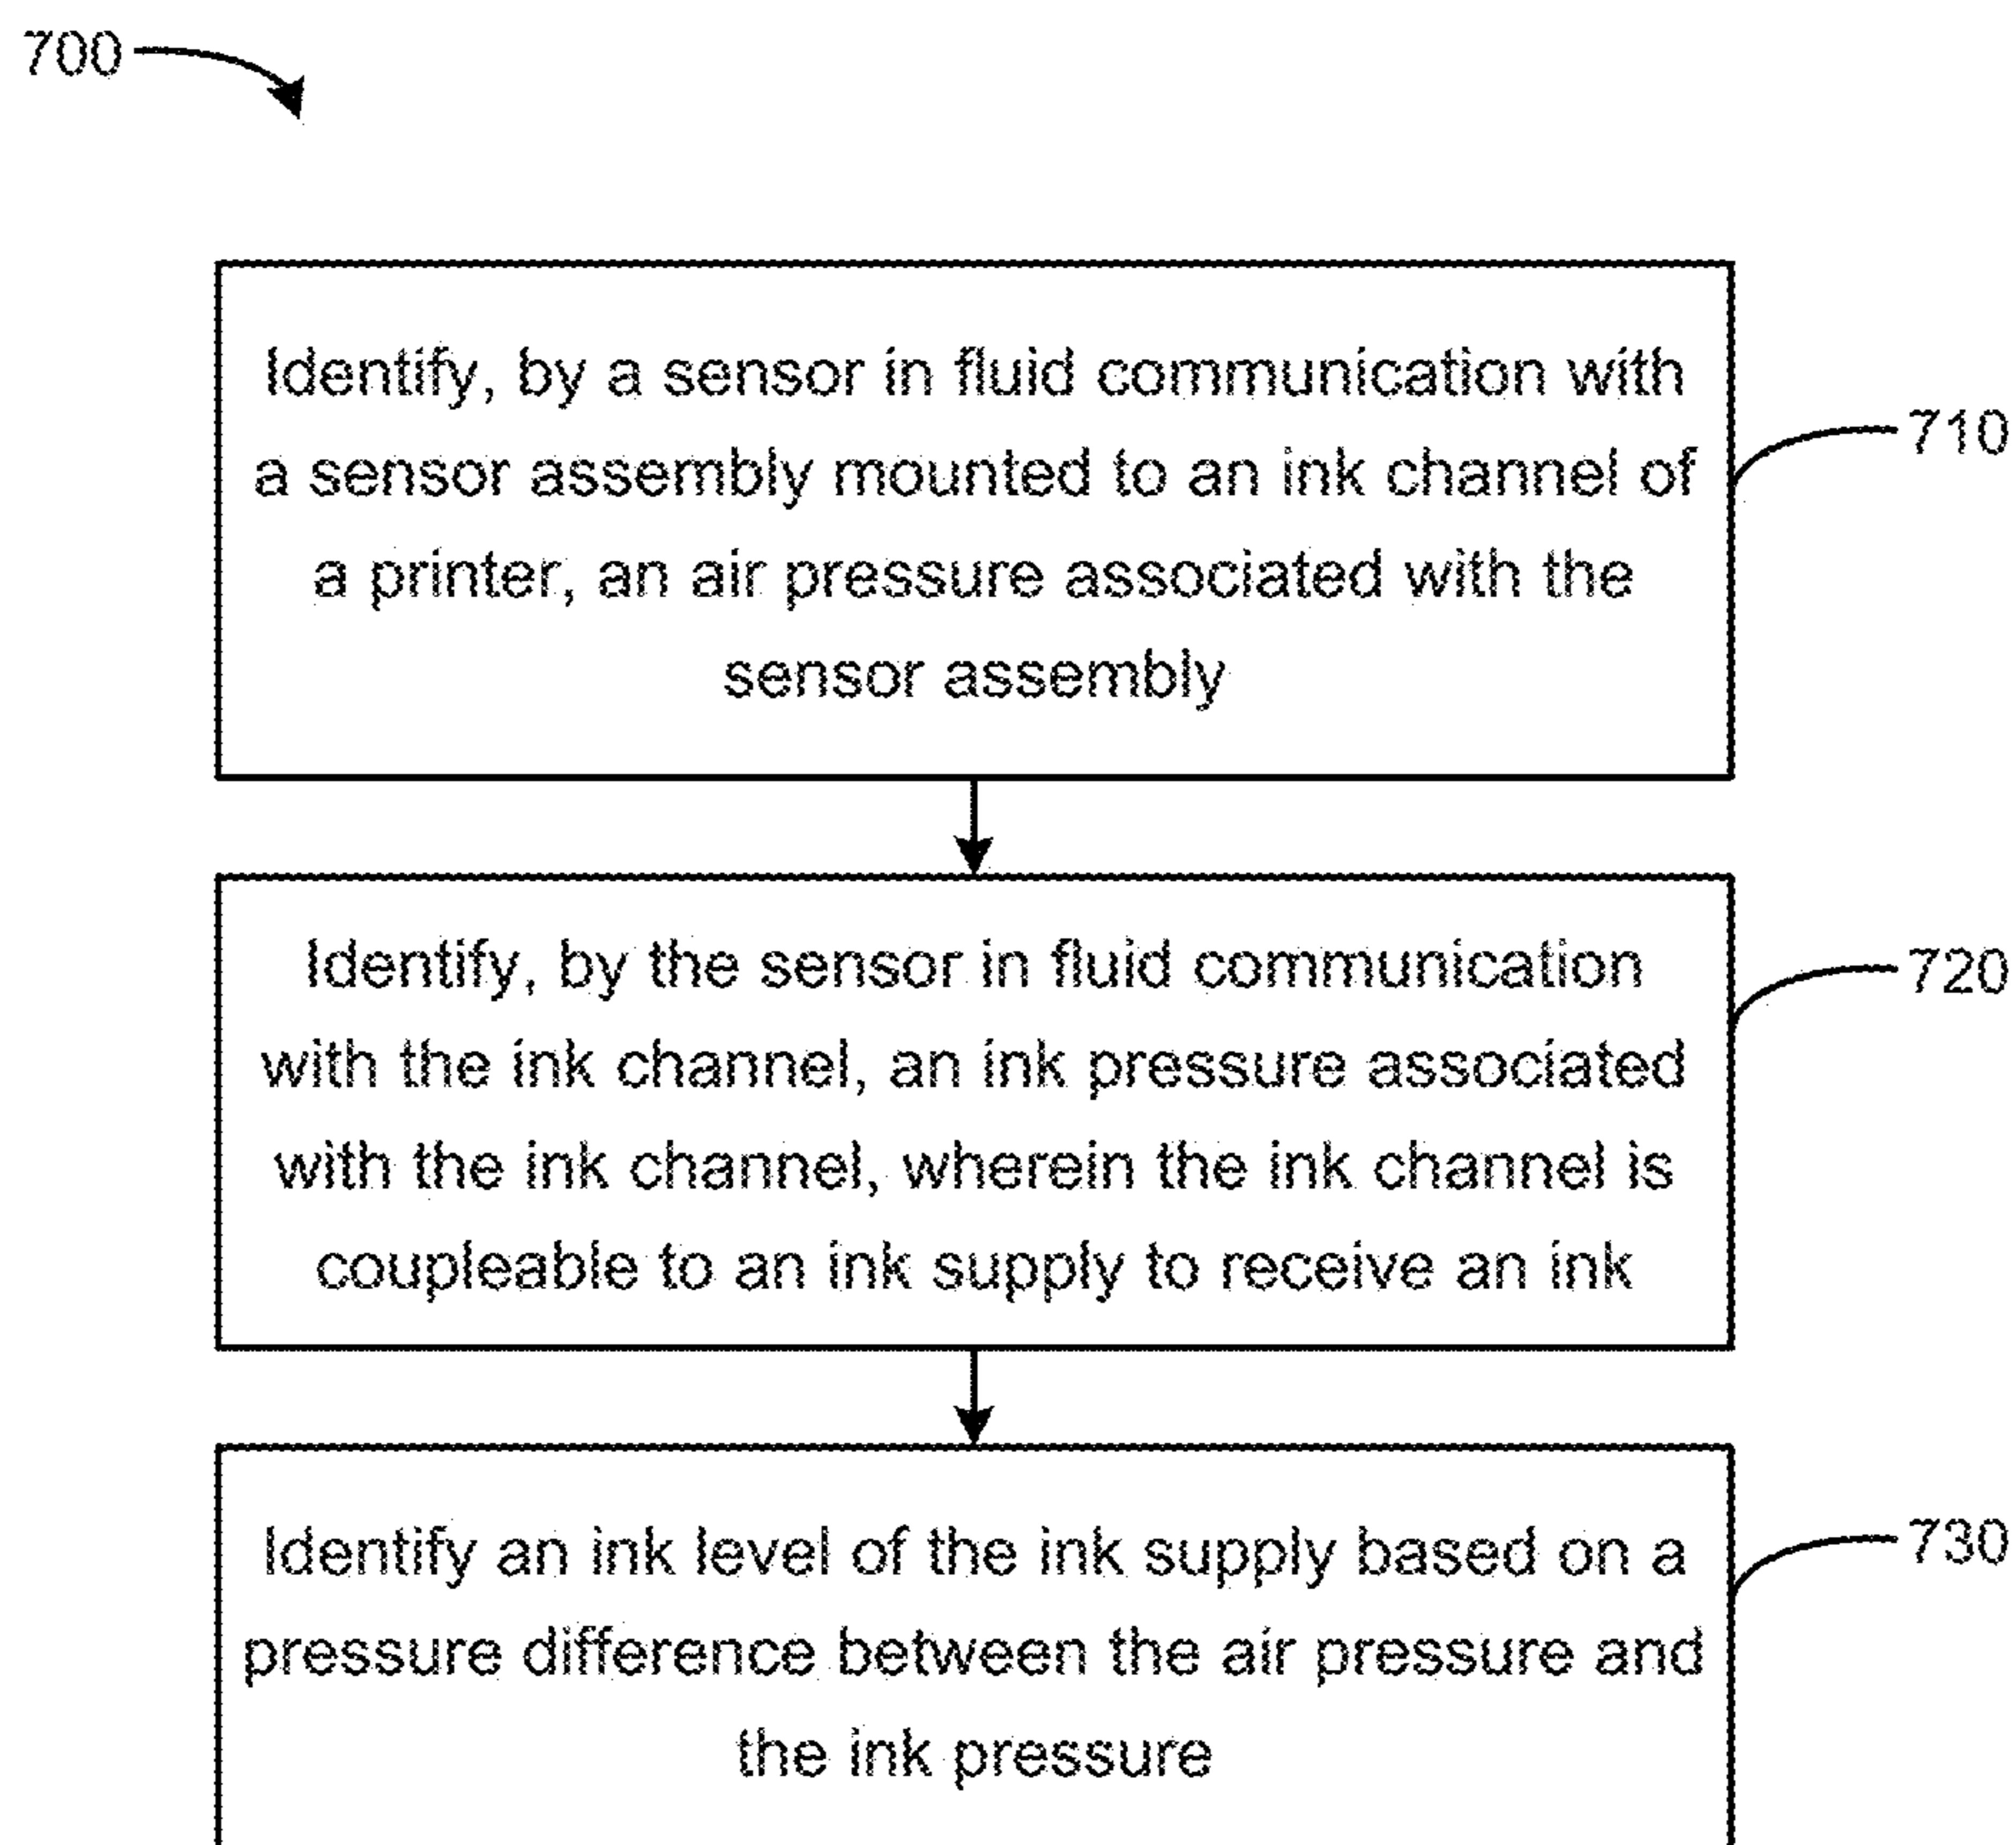 700
Identify, by a sensor in fluid communication with
a sensor assembly mounted to an ink channel of
a printer, an air pressure associated with the
sensor assembly
710
Identify, by the sensor in fluid communication
with the ink channel, an ink pressure associated
with the ink channel, wherein the ink channel is
coupleable to an ink supply to receive an ink
720
Identify an ink level of the ink supply based on a
pressure difference between the air pressure and
the ink pressure
730